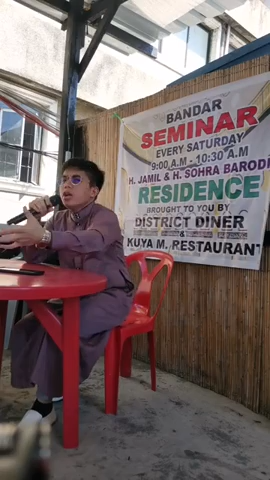 BANDAR
SEMINAR
EVERY SATURDAY
9:00 A.M - 10:30 A.M
H. JAMIL & H. SOHRA BARODI
RESIDENCE
BROUGHT TO YOU BY
DISTRICT DINER
KUYA M. RESTAURANT